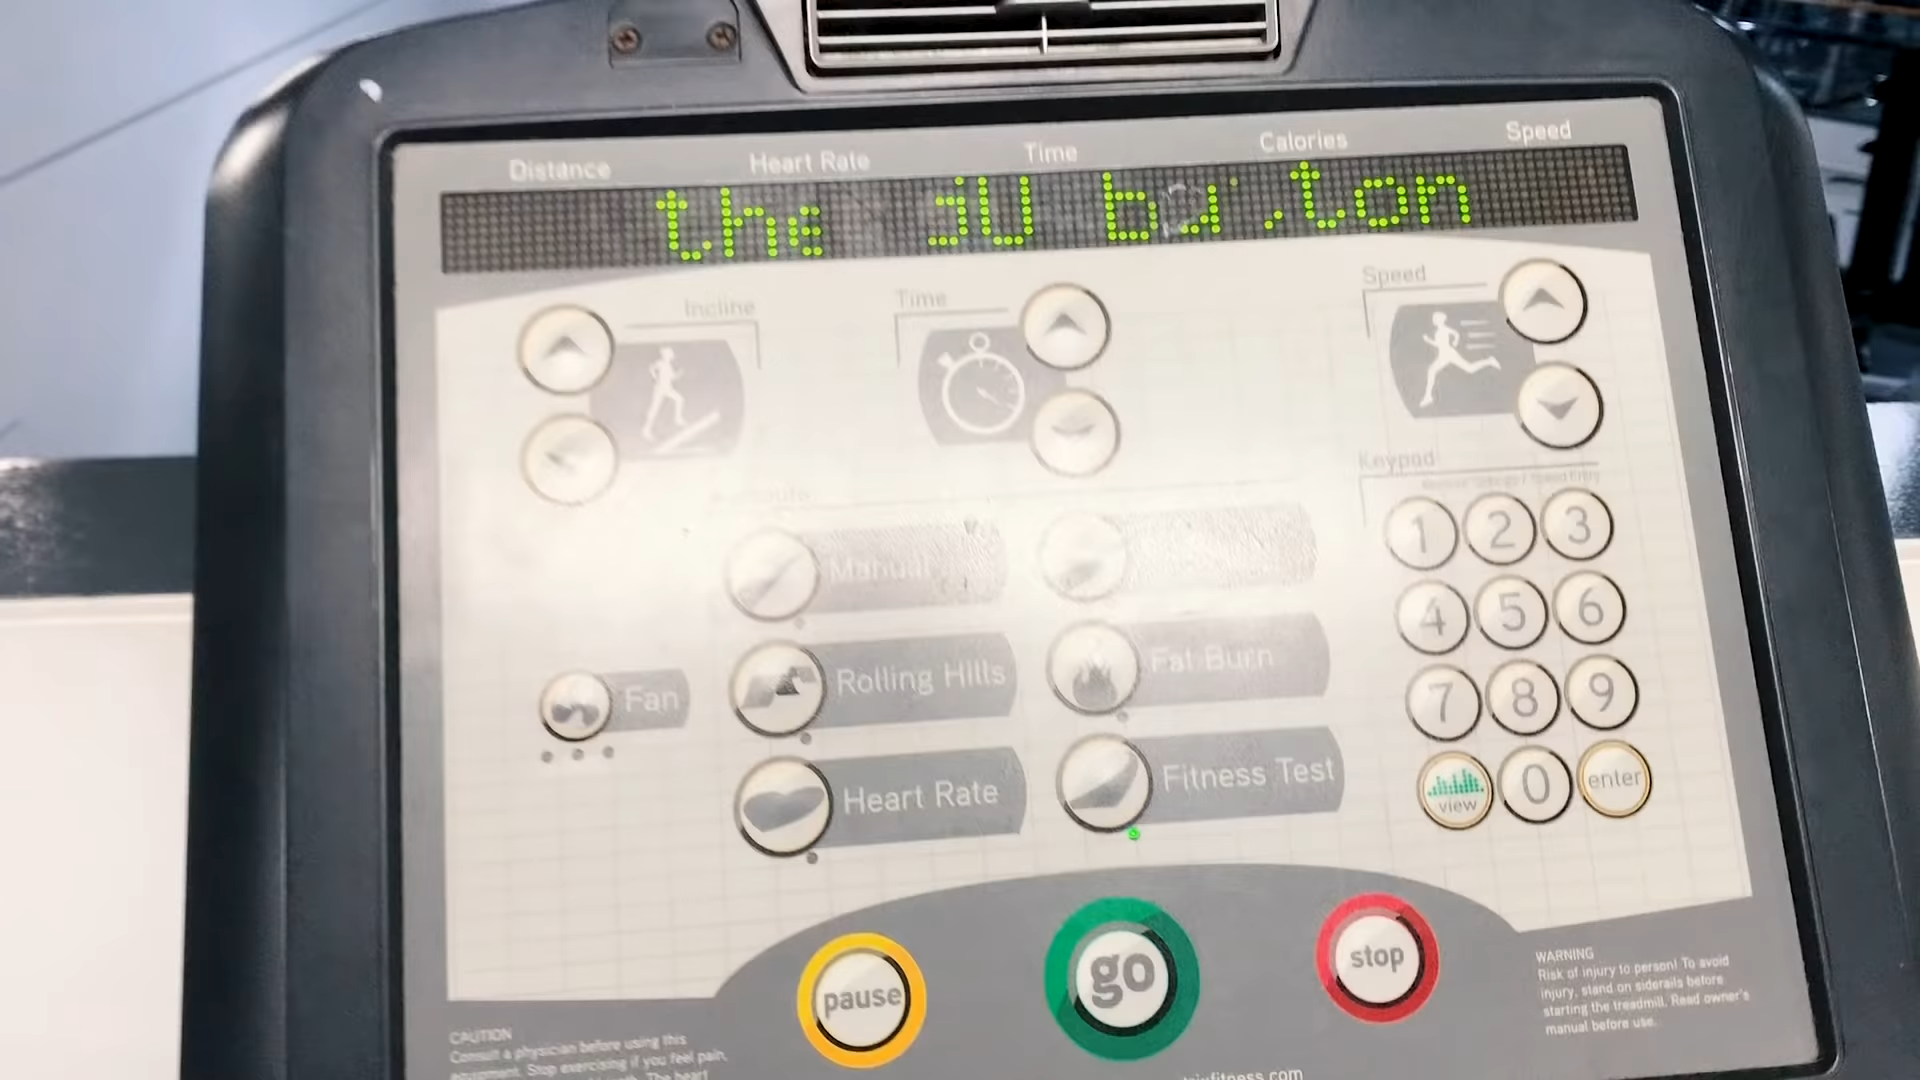 Distance Heart Rate Time Calories Speed
the button
Incline
Time
Speed
Keypad
Manual
1 2 3
4 5 6
7 8 9
view 0 enter
Fan
Rolling Hills
Fat Burn
Heart Rate
Fitness Test
pause
go
stop
CAUTION
Consult a physician before using this
equipment. Stop exercising if you feel pain,
The heart
WARNING
Risk of injury to person! To avoid
injury, stand on siderails before
starting the treadmill. Read owner's
manual before use.